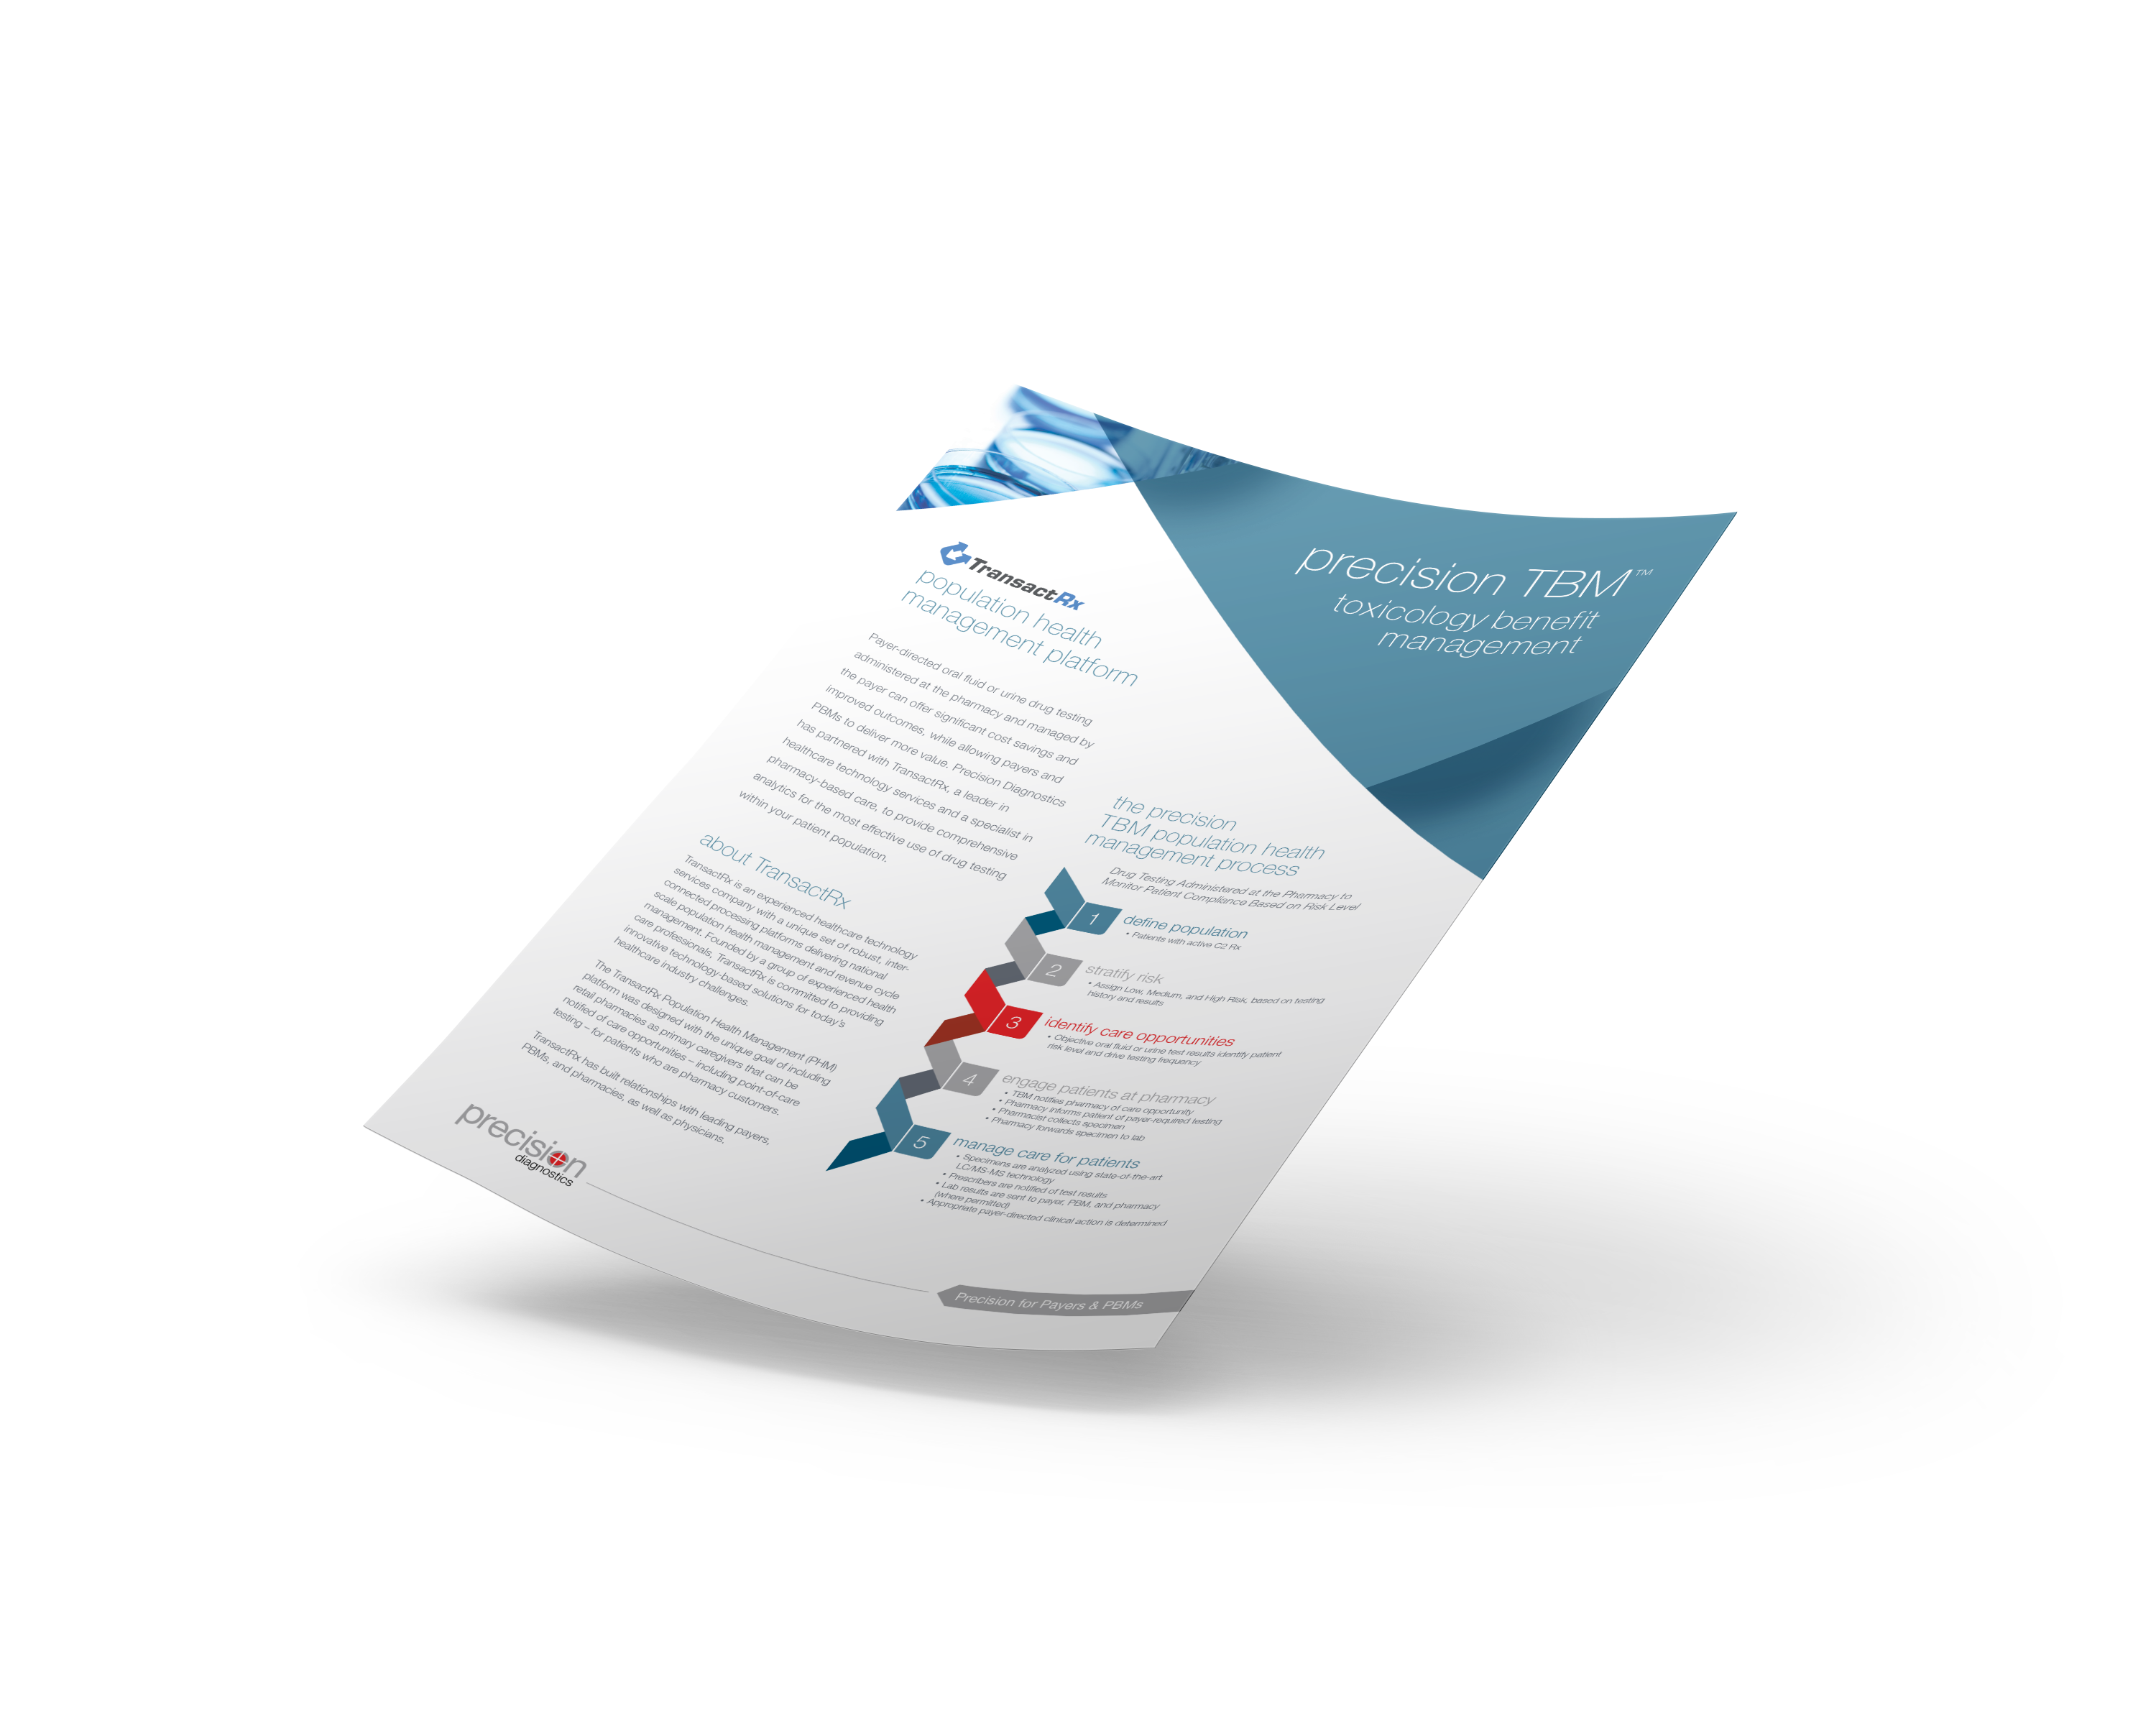 precision TBM™
toxicology benefit
management
TransactRx
population health
management platform
Payer-directed oral fluid or urine drug testing
administered at the pharmacy and managed by
the payer can offer significant cost savings and
improved outcomes, while allowing payers and
PBMs to deliver more value. Precision Diagnostics
has partnered with TransactRx, a leader in
healthcare technology services and a specialist in
pharmacy-based care, to provide comprehensive
analytics for the most effective use of drug testing
within your patient population.
about TransactRx
TransactRx is an experienced healthcare technology
services company with a unique set of robust, inter-
connected processing platforms delivering national
scale population health management and revenue cycle
management. Founded by a group of experienced health
care professionals, TransactRx is committed to providing
innovative technology-based solutions for today's
healthcare industry challenges.
The TransactRx Population Health Management (PHM)
platform was designed with the unique goal of including
retail pharmacies as primary caregivers that can be
notified of care opportunities – including point-of-care
testing – for patients who are pharmacy customers.
TransactRx has built relationships with leading payers,
PBMs, and pharmacies, as well as physicians.
the precision
TBM population health
management process
Drug Testing Administered at the Pharmacy to
Monitor Patient Compliance Based on Risk Level
1 define population
• Patients with active C2 Rx
2 stratify risk
• Assign Low, Medium, and High Risk, based on testing
history and results
3 identify care opportunities
• Objective oral fluid or urine test results identify patient
risk level and drive testing frequency
4 engage patients at pharmacy
• TBM notifies pharmacy of care opportunity
• Pharmacy informs patient of payer-required testing
• Pharmacist collects specimen
• Pharmacy forwards specimen to lab
5 manage care for patients
• Specimens are analyzed using state-of-the-art
LC/MS-MS technology
• Prescribers are notified of test results
• Lab results are sent to payer, PBM, and pharmacy
(where permitted)
• Appropriate payer-directed clinical action is determined
precision
diagnostics
Precision for Payers & PBMs